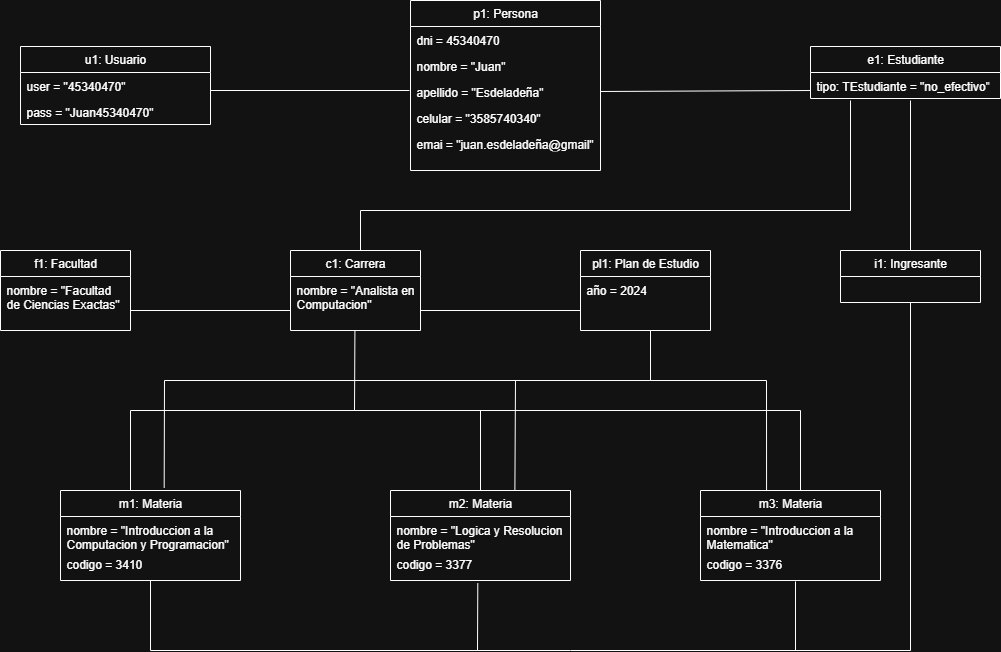 p1: Persona
dni = 45340470
nombre = "Juan"
apellido = "Esdeladeña"
celular = "3585740340"
emai = "juan.esdeladeña@gmail"
u1: Usuario
user = "45340470"
pass = "Juan45340470"
e1: Estudiante
tipo: TEstudiante = "no_efectivo"
f1: Facultad
nombre = "Facultad
de Ciencias Exactas"
c1: Carrera
nombre = "Analista en
Computacion"
pl1: Plan de Estudio
año = 2024
i1: Ingresante
m1: Materia
nombre = "Introduccion a la
Computacion y Programacion"
codigo = 3410
m2: Materia
nombre = "Logica y Resolucion
de Problemas"
codigo = 3377
m3: Materia
nombre = "Introduccion a la
Matematica"
codigo = 3376